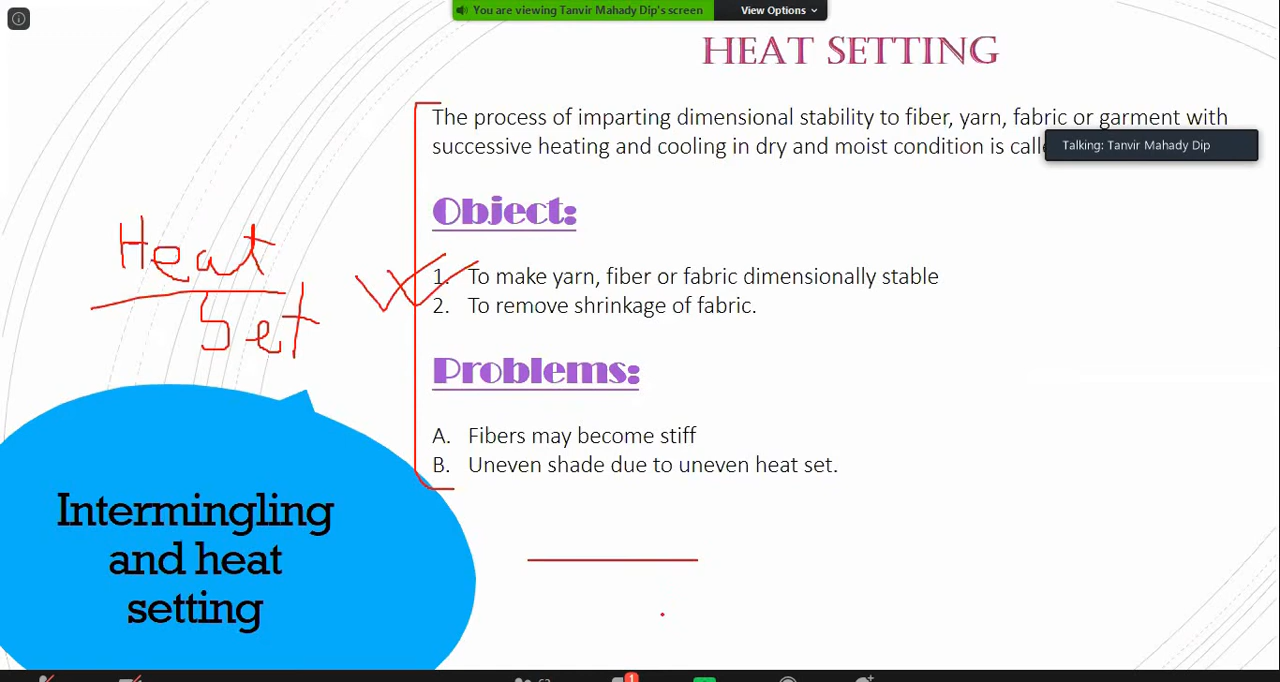 You are viewing Tanvir Mahady Dip's screen
View Options
HEAT SETTING
The process of imparting dimensional stability to fiber, yarn, fabric or garment with
successive heating and cooling in dry and moist condition is
Talking: Tanvir Mahady Dip
Object:
1. To make yarn, fiber or fabric dimensionally stable
2. To remove shrinkage of fabric.
Heat
Set
Problems:
A. Fibers may become stiff
B. Uneven shade due to uneven heat set.
Intermingling
and heat
setting
1